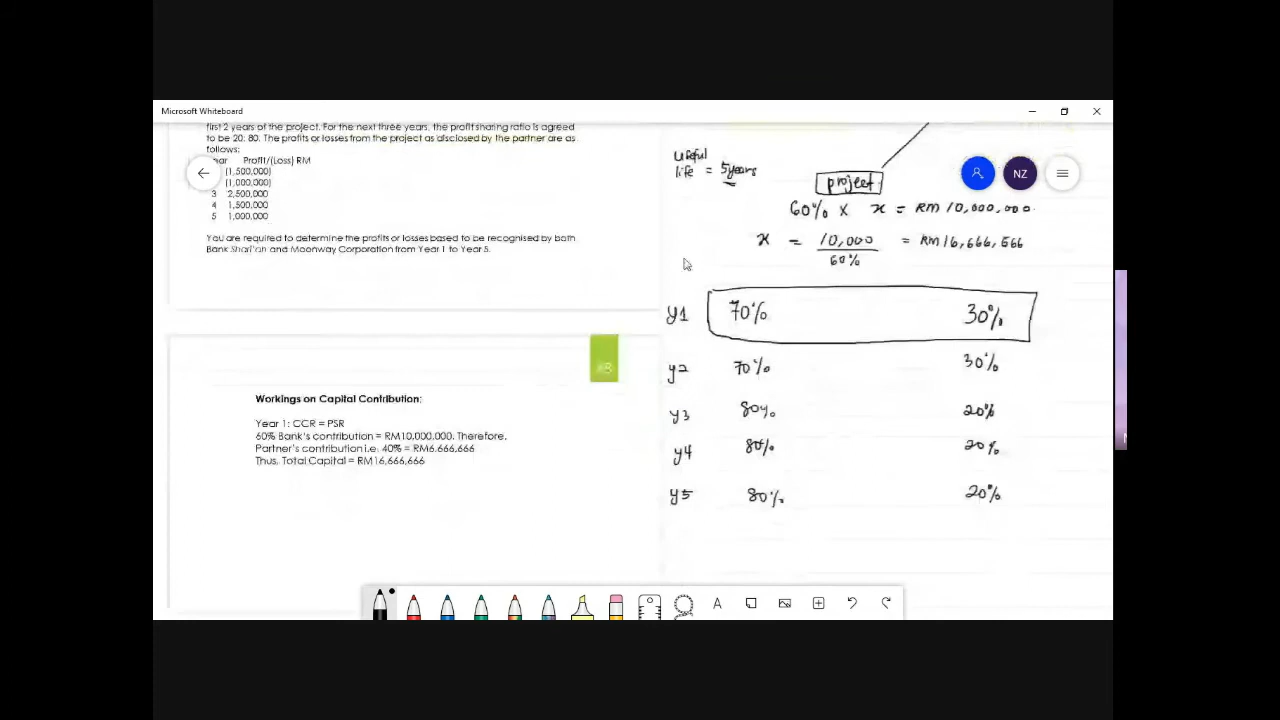 Microsoft Whiteboard
first 2 years of the project. For the next three years, the profit sharing ratio is agreed
to be 20: 80. The profits or losses from the project as disclosed by the partner are as
follows:
Profit/(Loss) RM
(1,500,000)
(1,000,000)
3 2,500,000
4 1,500,000
5 1,000,000
You are required to determine the profits or losses based to be recognised by both
Bank Shari'an and Moonway Corporation from Year 1 to Year 5.
Workings on Capital Contribution:
Year 1: CCR = PSR
60% Bank's contribution = RM10,000,000. Therefore,
Partner's contribution i.e. 40% = RM6,666,666
Thus, Total Capital = RM16,666,666
useful
life = 5 years
project
60% x x = RM 10,000,000.
x = 10,000 / 60% = RM 16,666,666
y1 70% 30%
y2 70% 30%
y3 80% 20%
y4 80% 20%
y5 80% 20%
NZ
A